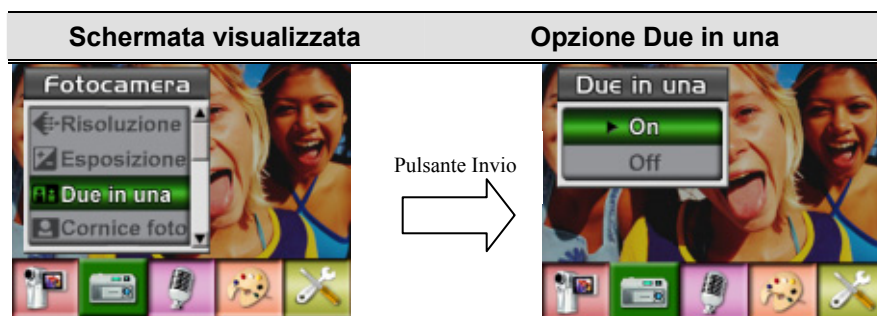 Schermata visualizzata
Opzione Due in una
Fotocamera
Risoluzione
Esposizione
Due in una
Cornice foto
Pulsante Invio
Due in una
On
Off